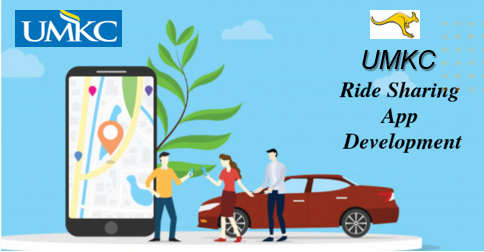 UMKC
UMKC
Ride Sharing
App
Development